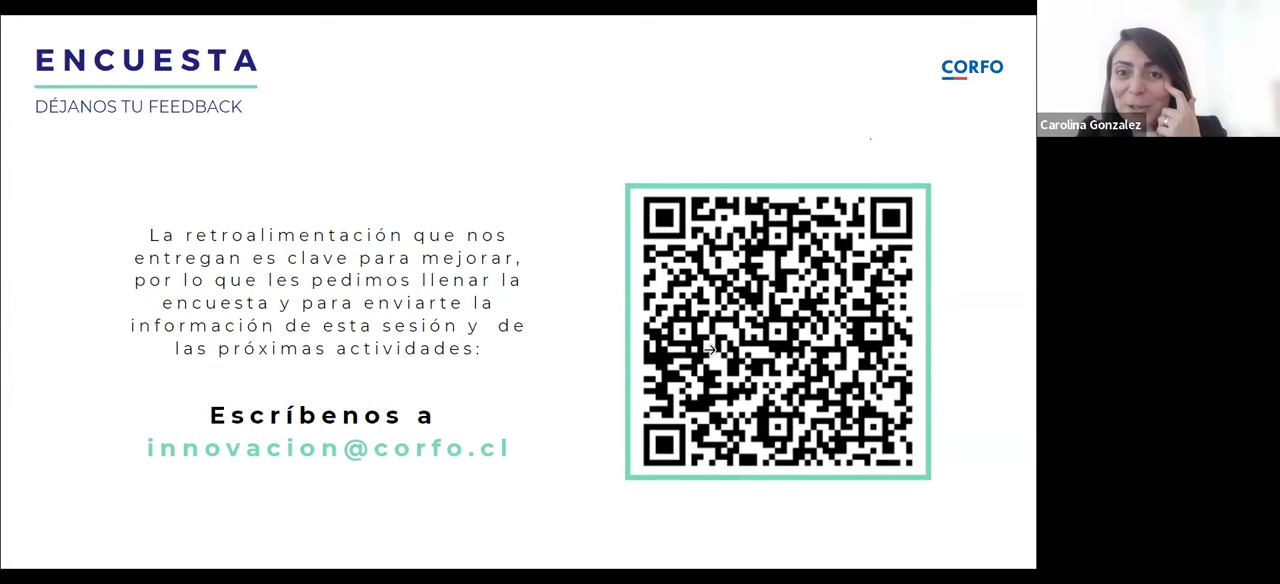 ENCUESTA
DÉJANOS TU FEEDBACK
CORFO
Carolina Gonzalez
La retroalimentación que nos
entregan es clave para mejorar,
por lo que les pedimos llenar la
encuesta y para enviarte la
información de esta sesión y de
las próximas actividades:
Escríbenos a
innovacion@corfo.cl